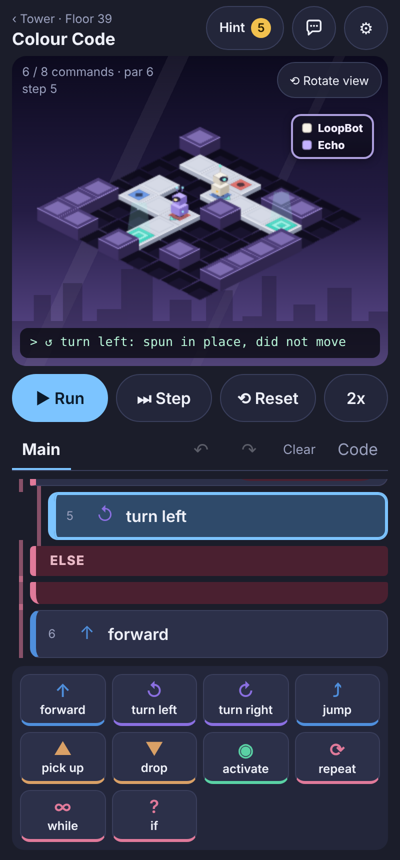 ‹ Tower · Floor 39
Colour Code
Hint 5
6 / 8 commands · par 6
step 5
⟲ Rotate view
LoopBot
Echo
> ↺ turn left: spun in place, did not move
▶ Run
⏭ Step
⟲ Reset
2x
Main
↶
↷
Clear
Code
5 turn left
ELSE
6 ↑ forward
forward
turn left
turn right
jump
pick up
drop
activate
repeat
∞
while
?
if